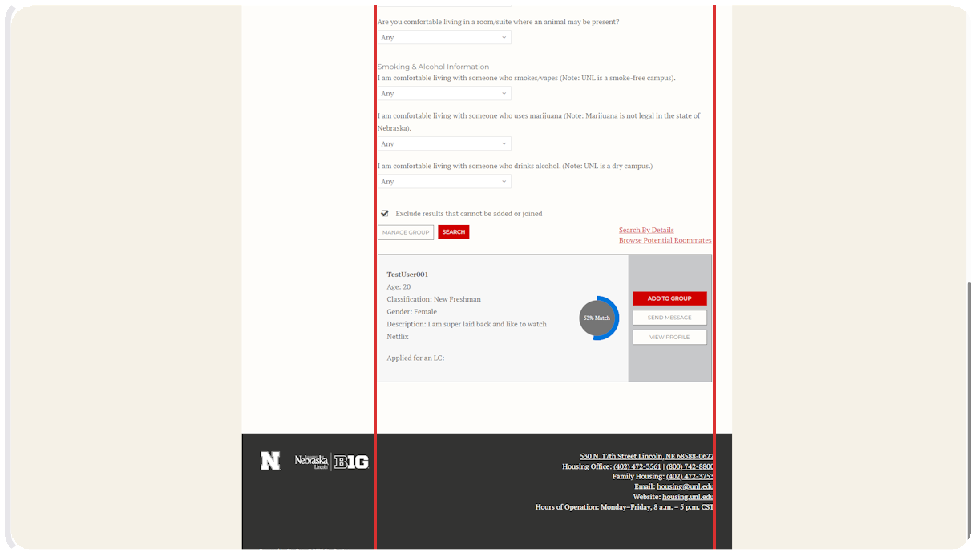 Are you comfortable living in a room/suite where an animal may be present?
Any
Smoking & Alcohol Information
I am comfortable living with someone who smokes/vapes (Note: UNL is a smoke-free campus).
Any
I am comfortable living with someone who uses marijuana (Note: Marijuana is not legal in the state of
Nebraska).
Any
I am comfortable living with someone who drinks alcohol. (Note: UNL is a dry campus.)
Any
Exclude results that cannot be added or joined
MANAGE GROUP
SEARCH
Search By Details
Browse Potential Roommates
TestUser001
Age: 20
Classification: New Freshman
Gender: Female
Description: I am super laid back and like to watch
Netflix
Applied for an LC:
52% Match
ADD TO GROUP
SEND MESSAGE
VIEW PROFILE
N
Nebraska
Lincoln
B1G
530 N. 17th Street Lincoln, NE 68588-0622
Housing Office: (402) 472-3561 | (800) 742-8800
Family Housing: (402) 472-3753
Email: housing@unl.edu
Website: housing.unl.edu
Hours of Operation: Monday–Friday, 8 a.m. – 5 p.m. CST